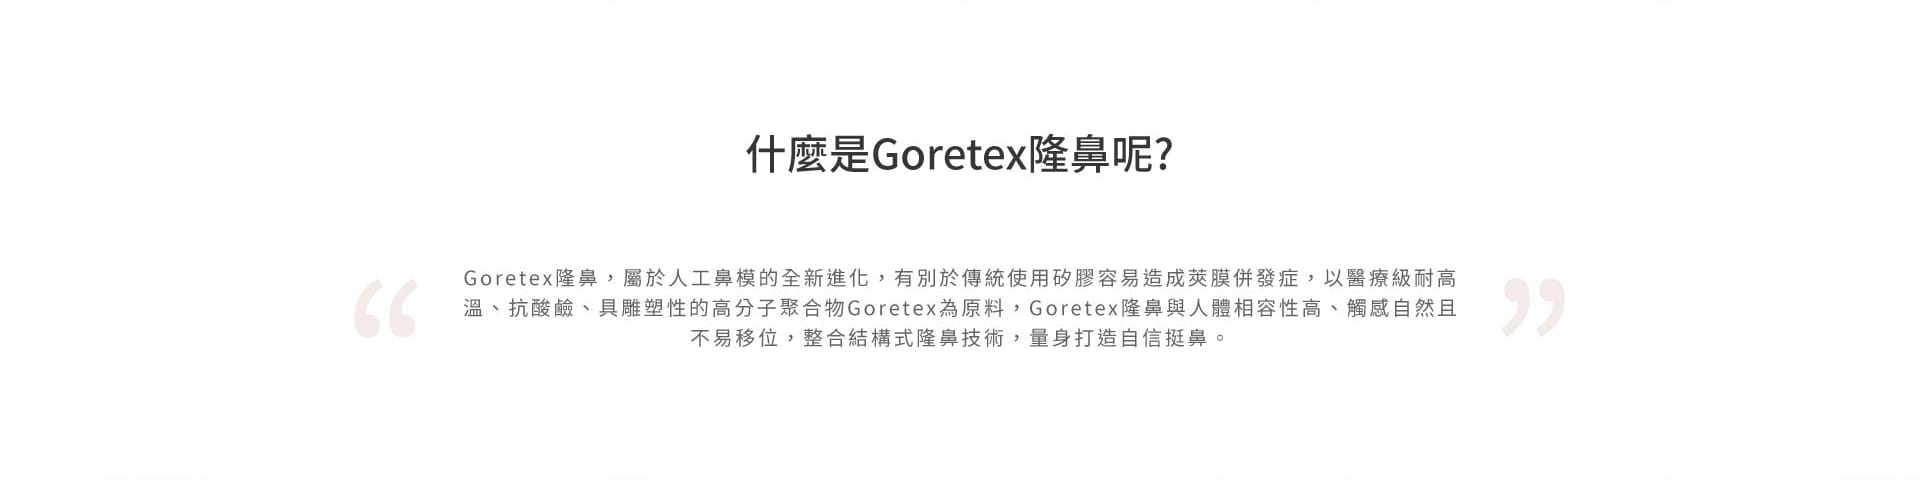 什麼是Goretex隆鼻呢?
Goretex隆鼻，屬於人工鼻模的全新進化，有別於傳統使用矽膠容易造成莢膜併發症，以醫療級耐高
溫、抗酸鹼、具雕塑性的高分子聚合物Goretex為原料，Goretex隆鼻與人體相容性高、觸感自然且
不易移位，整合結構式隆鼻技術，量身打造自信挺鼻。